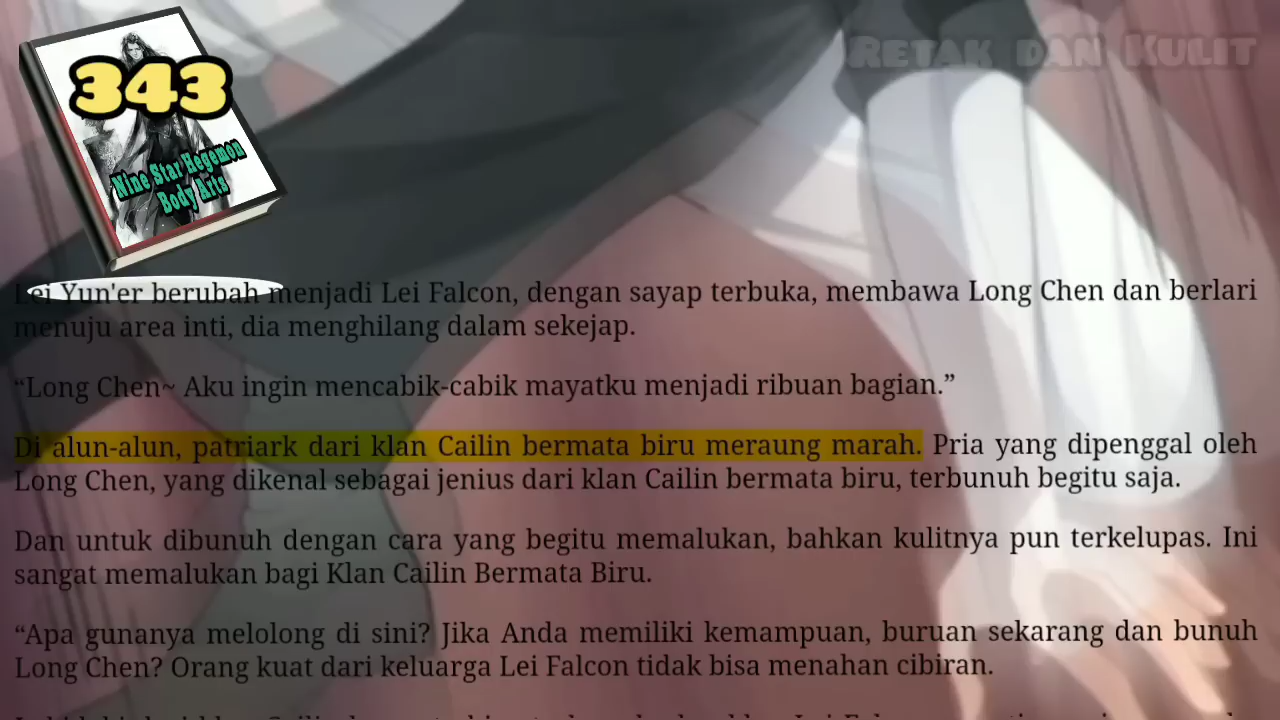 RETAK DAN KULIT
343
Nine Star Hegemon
Body Arts
Lei Yun'er berubah menjadi Lei Falcon, dengan sayap terbuka, membawa Long Chen dan berlari
menuju area inti, dia menghilang dalam sekejap.
“Long Chen~ Aku ingin mencabik-cabik mayatku menjadi ribuan bagian.”
Di alun-alun, patriark dari klan Cailin bermata biru meraung marah. Pria yang dipenggal oleh
Long Chen, yang dikenal sebagai jenius dari klan Cailin bermata biru, terbunuh begitu saja.
Dan untuk dibunuh dengan cara yang begitu memalukan, bahkan kulitnya pun terkelupas. Ini
sangat memalukan bagi Klan Cailin Bermata Biru.
“Apa gunanya melolong di sini? Jika Anda memiliki kemampuan, buruan sekarang dan bunuh
Long Chen? Orang kuat dari keluarga Lei Falcon tidak bisa menahan cibiran.